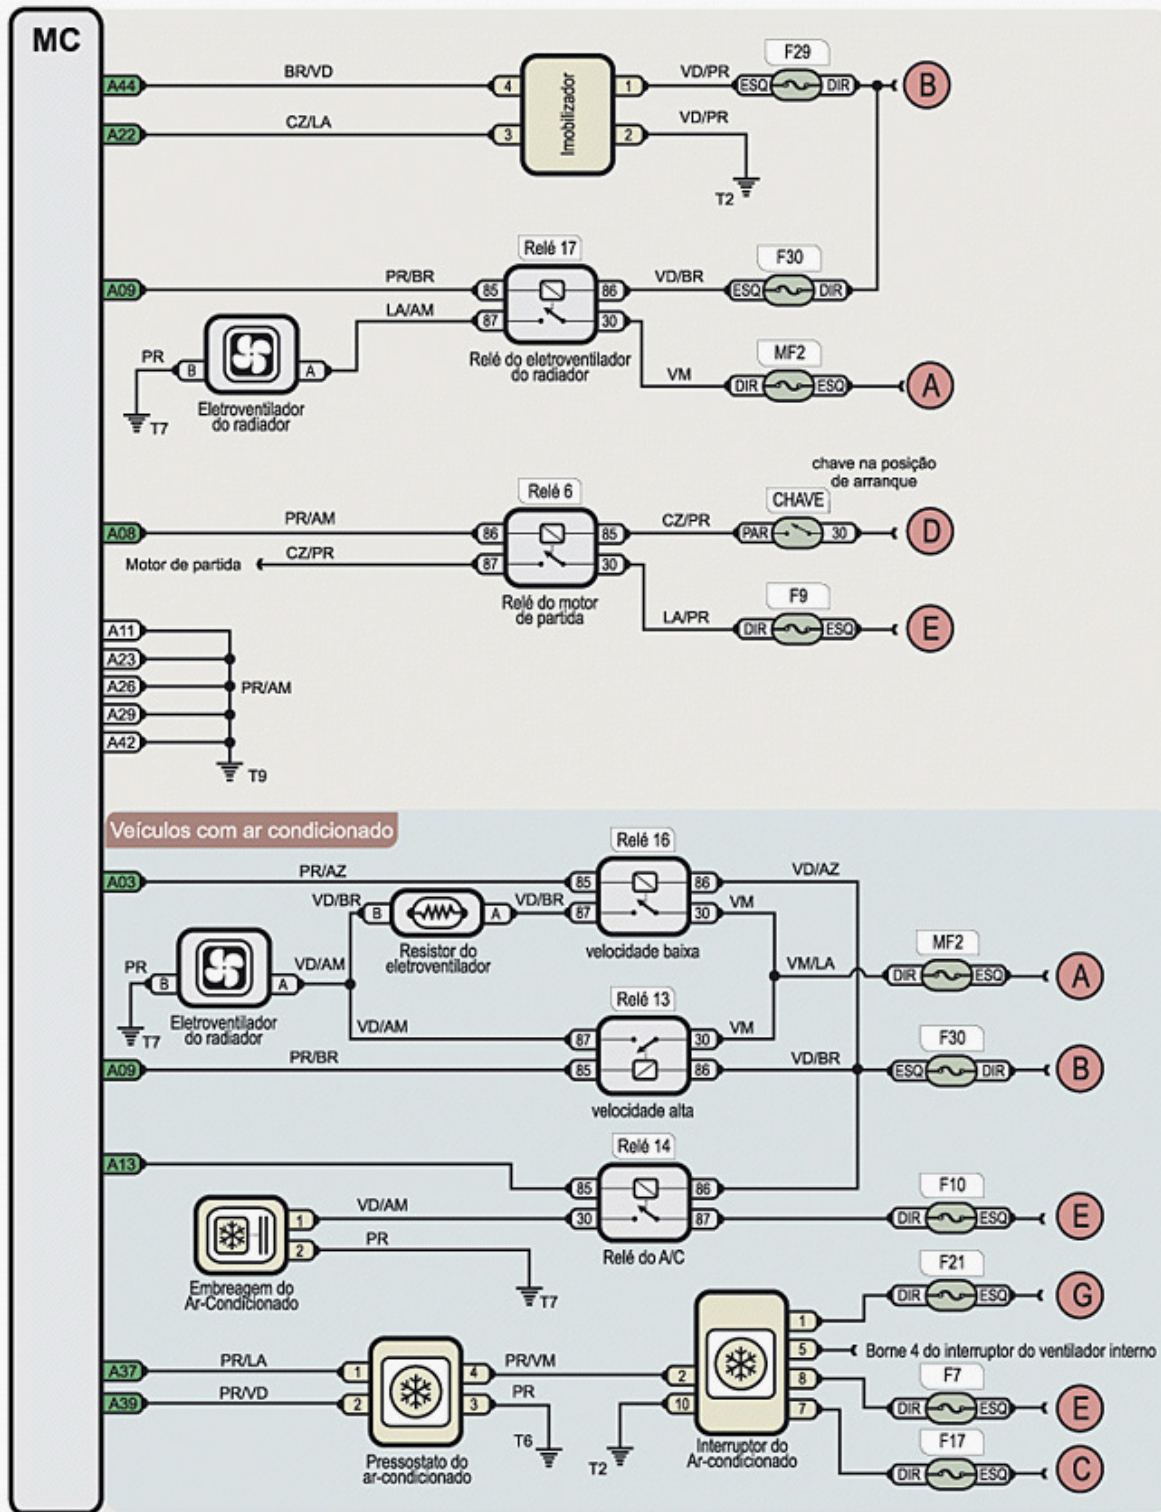 MC
F29
A44
BR/VD
4
Imobilizador
1
VD/PR
ESQ
DIR
B
A22
CZ/LA
3
2
VD/PR
T2
Relé 17
F30
A09
PR/BR
85
86
VD/BR
ESQ
DIR
LA/AM
87
30
Relé do eletroventilador
do radiador
MF2
PR
B
A
VM
DIR
ESQ
A
Eletroventilador
do radiador
T7
chave na posição
de arranque
Relé 6
CHAVE
A08
PR/AM
86
85
CZ/PR
PAR
30
D
Motor de partida
CZ/PR
87
30
Relé do motor
de partida
F9
LA/PR
DIR
ESQ
E
A11
A23
A26
PR/AM
A29
A42
T9
Veículos com ar condicionado
Relé 16
A03
PR/AZ
85
86
VD/AZ
VD/BR
B
A
VD/BR
87
30
VM
Resistor do
eletroventilador
velocidade baixa
MF2
PR
B
A
VD/AM
VM/LA
DIR
ESQ
A
Eletroventilador
do radiador
T7
Relé 13
VD/AM
87
30
VM
F30
A09
PR/BR
85
86
VD/BR
ESQ
DIR
B
velocidade alta
Relé 14
A13
85
86
F10
VD/AM
1
30
87
DIR
ESQ
E
PR
2
Relé do A/C
Embreagem do
Ar-Condicionado
T7
F21
DIR
ESQ
G
1
5
Borne 4 do interruptor do ventilador interno
A37
PR/LA
1
4
PR/VM
2
8
F7
DIR
ESQ
E
A39
PR/VD
2
3
PR
10
7
T6
T2
Pressostato do
ar-condicionado
Interruptor do
Ar-condicionado
F17
DIR
ESQ
C